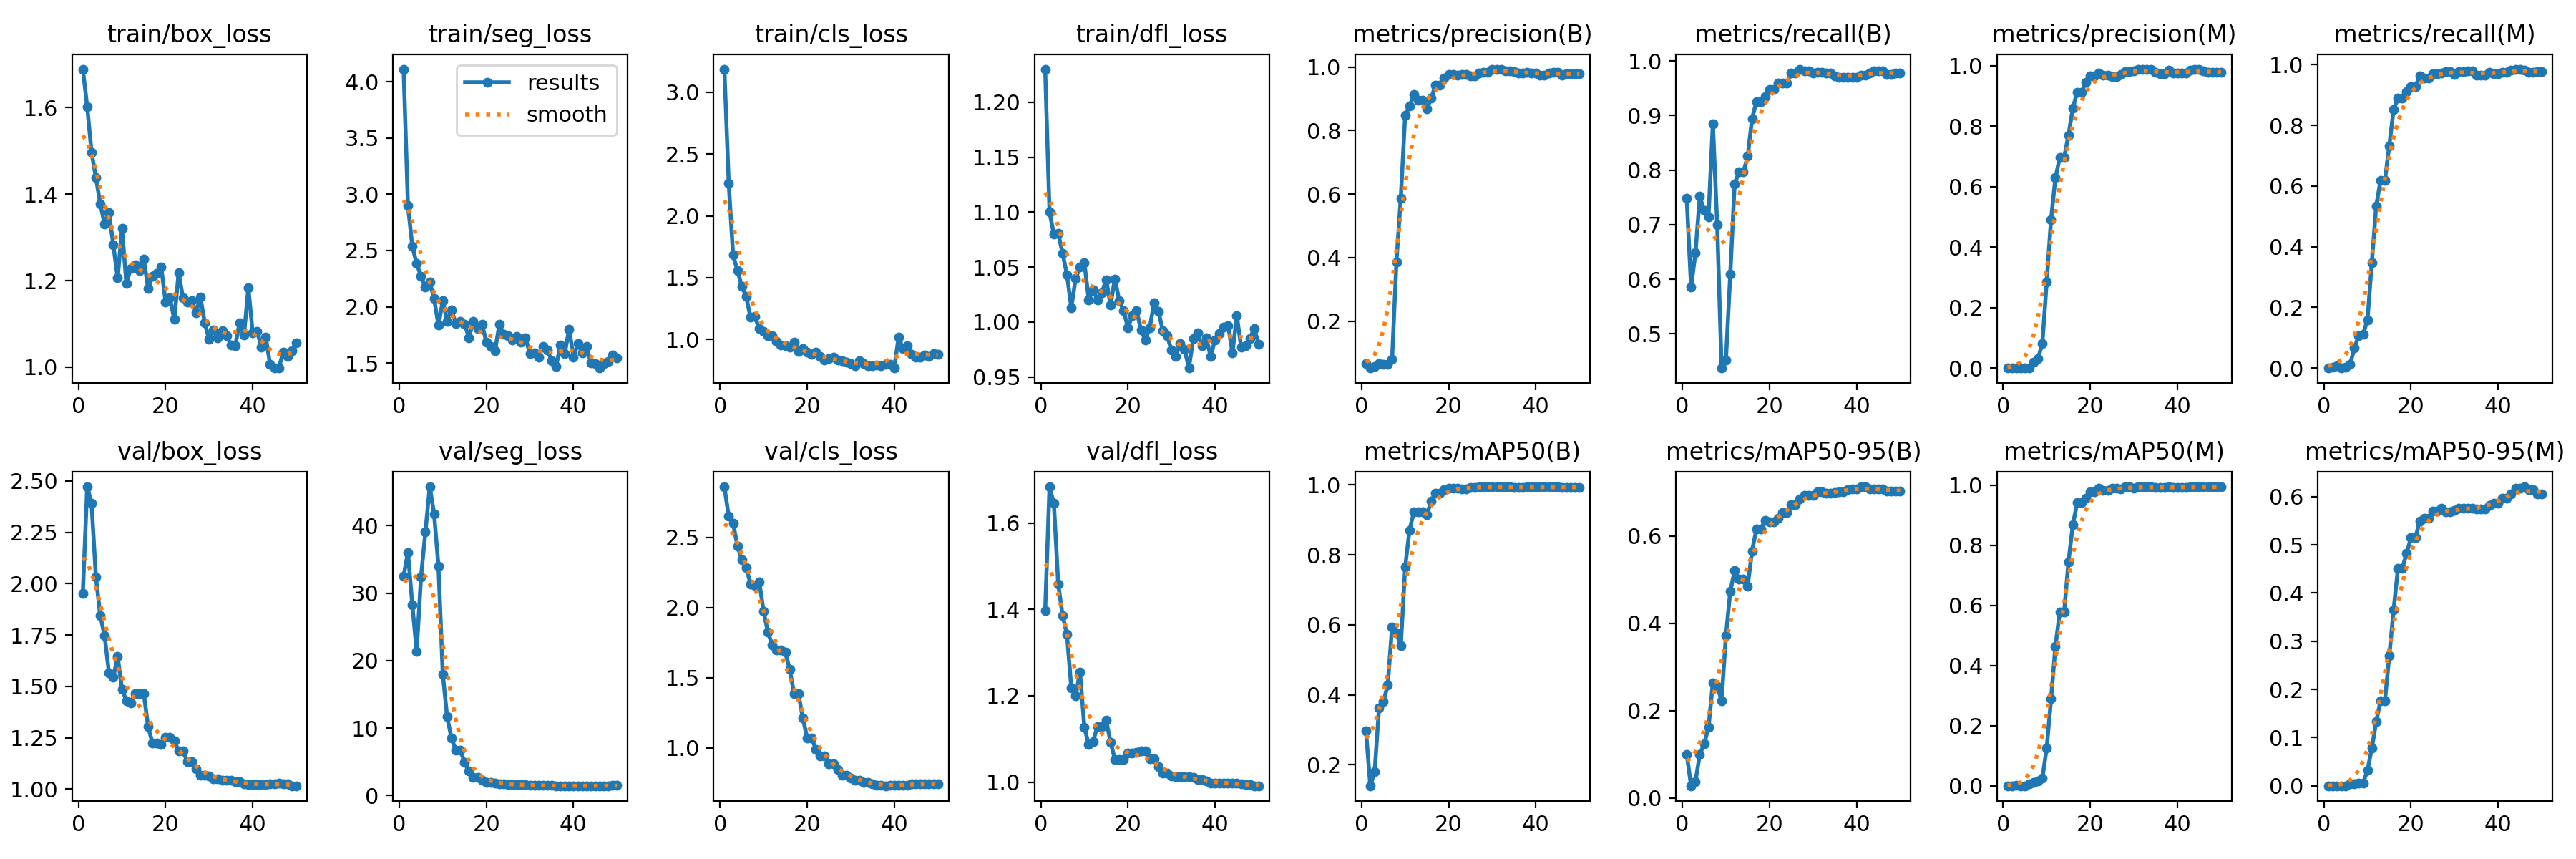 train/box_loss
1.6
1.4
1.2
1.0
0 20 40
train/seg_loss
results
smooth
4.0
3.5
3.0
2.5
2.0
1.5
0 20 40
train/cls_loss
3.0
2.5
2.0
1.5
1.0
0 20 40
train/dfl_loss
1.20
1.15
1.10
1.05
1.00
0.95
0 20 40
metrics/precision(B)
1.0
0.8
0.6
0.4
0.2
0 20 40
metrics/recall(B)
1.0
0.9
0.8
0.7
0.6
0.5
0 20 40
metrics/precision(M)
1.0
0.8
0.6
0.4
0.2
0.0
0 20 40
metrics/recall(M)
1.0
0.8
0.6
0.4
0.2
0.0
0 20 40
val/box_loss
2.50
2.25
2.00
1.75
1.50
1.25
1.00
0 20 40
val/seg_loss
40
30
20
10
0
0 20 40
val/cls_loss
2.5
2.0
1.5
1.0
0 20 40
val/dfl_loss
1.6
1.4
1.2
1.0
0 20 40
metrics/mAP50(B)
1.0
0.8
0.6
0.4
0.2
0 20 40
metrics/mAP50-95(B)
0.6
0.4
0.2
0.0
0 20 40
metrics/mAP50(M)
1.0
0.8
0.6
0.4
0.2
0.0
0 20 40
metrics/mAP50-95(M)
0.6
0.5
0.4
0.3
0.2
0.1
0.0
0 20 40